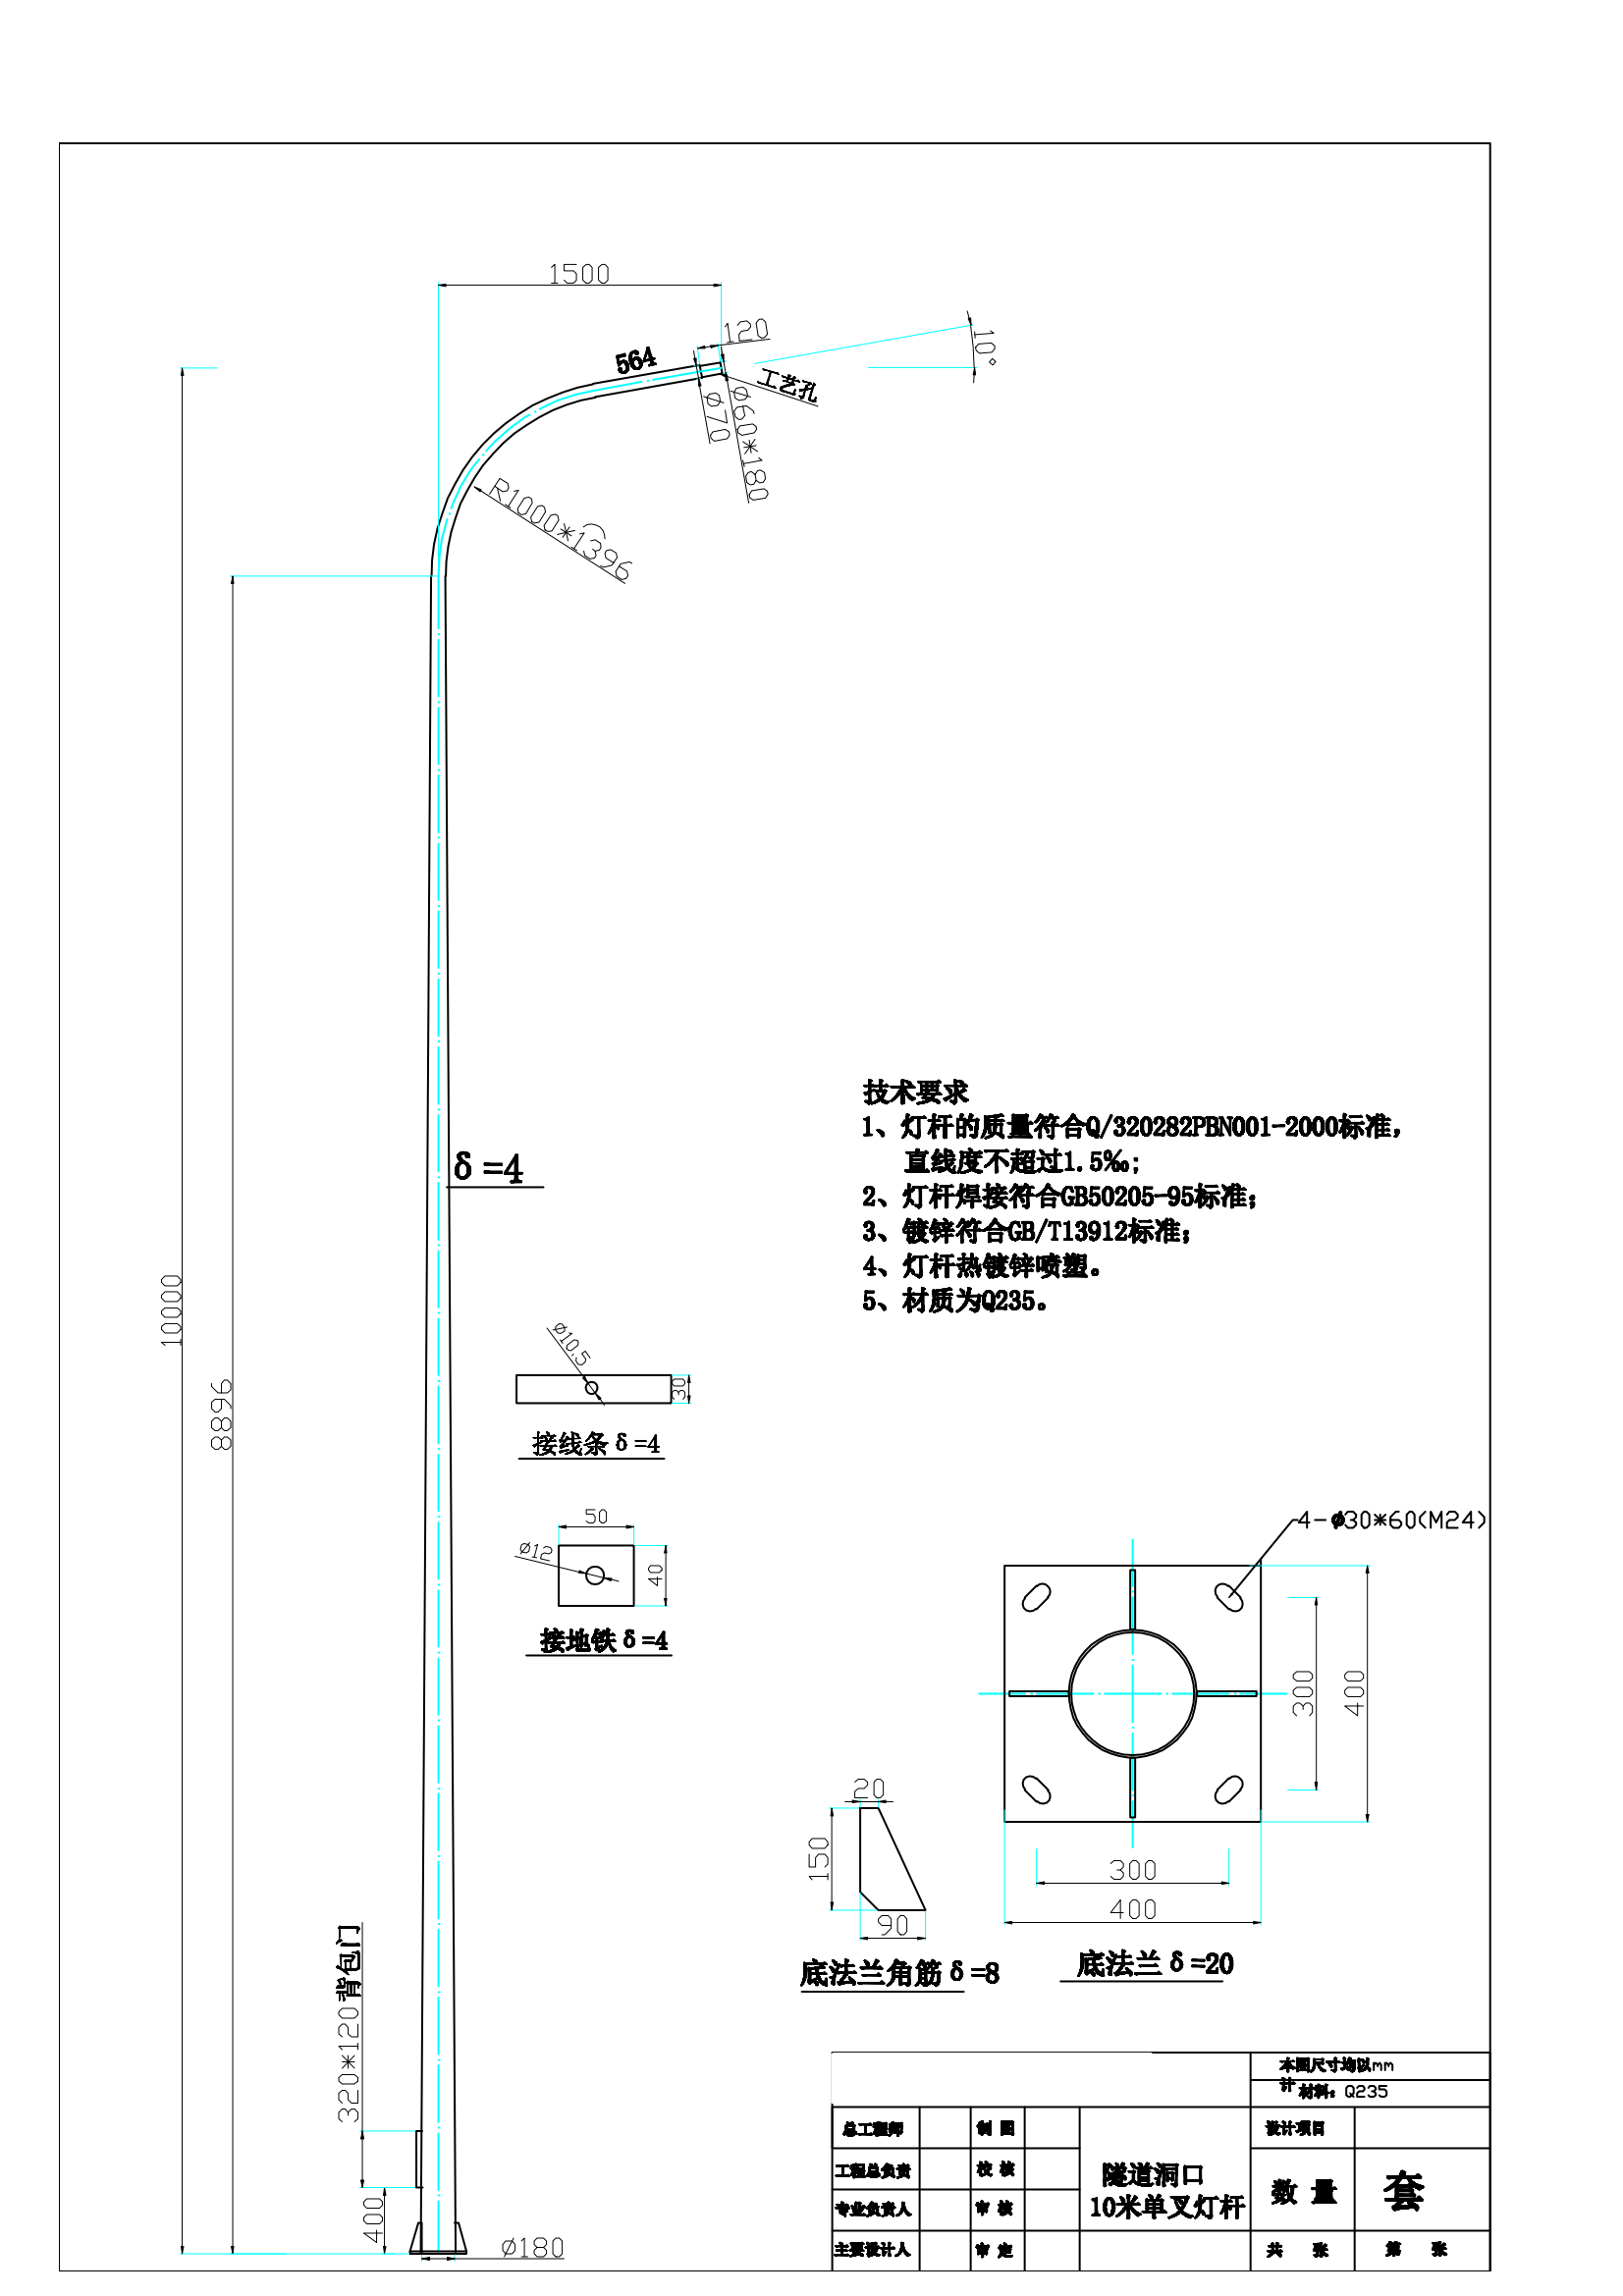 1500
120
10°
564
工艺孔
ø70
ø60*180
R1000*1396
技术要求
1、灯杆的质量符合Q/320282PBN001-2000标准，
直线度不超过1.5‰；
2、灯杆焊接符合GB50205-95标准；
3、镀锌符合GB/T13912标准；
4、灯杆热镀锌喷塑。
5、材质为Q235。
δ=4
10000
8896
ø10.5
30
接线条δ=4
50
ø12
40
接地铁δ=4
4-ø30*60(M24)
300
400
300
400
底法兰δ=20
20
150
90
底法兰角筋δ=8
320*120背包门
400
ø180
本图尺寸均以mm
计
材料：Q235
总工程师 制 图 设计项目
工程总负责 校 核
隧道洞口
10米单叉灯杆
数 量 套
专业负责人 审 核
主要设计人 审 定 共 张 第 张